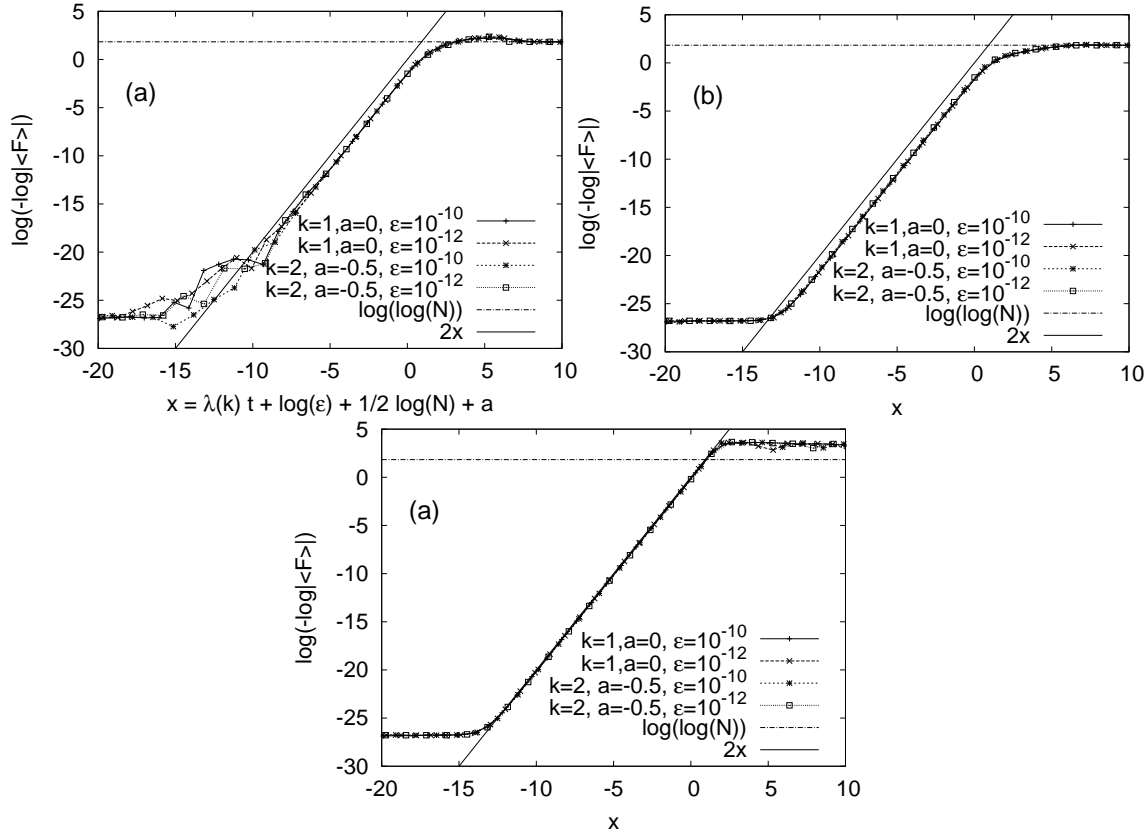 5
0
-5
-10
-15
-20
-25
-30
-20
-15
-10
-5
0
5
10
log(-log|<F>|)
x = λ(k) t + log(ε) + 1/2 log(N) + a
(a)
k=1,a=0, ε=10^-10
k=1,a=0, ε=10^-12
k=2, a=-0.5, ε=10^-10
k=2, a=-0.5, ε=10^-12
log(log(N))
2x
5
0
-5
-10
-15
-20
-25
-30
-20
-15
-10
-5
0
5
10
log(-log|<F>|)
x
(b)
k=1,a=0, ε=10^-10
k=1,a=0, ε=10^-12
k=2, a=-0.5, ε=10^-10
k=2, a=-0.5, ε=10^-12
log(log(N))
2x
5
0
-5
-10
-15
-20
-25
-30
-20
-15
-10
-5
0
5
10
log(-log|<F>|)
x
(a)
k=1,a=0, ε=10^-10
k=1,a=0, ε=10^-12
k=2, a=-0.5, ε=10^-10
k=2, a=-0.5, ε=10^-12
log(log(N))
2x